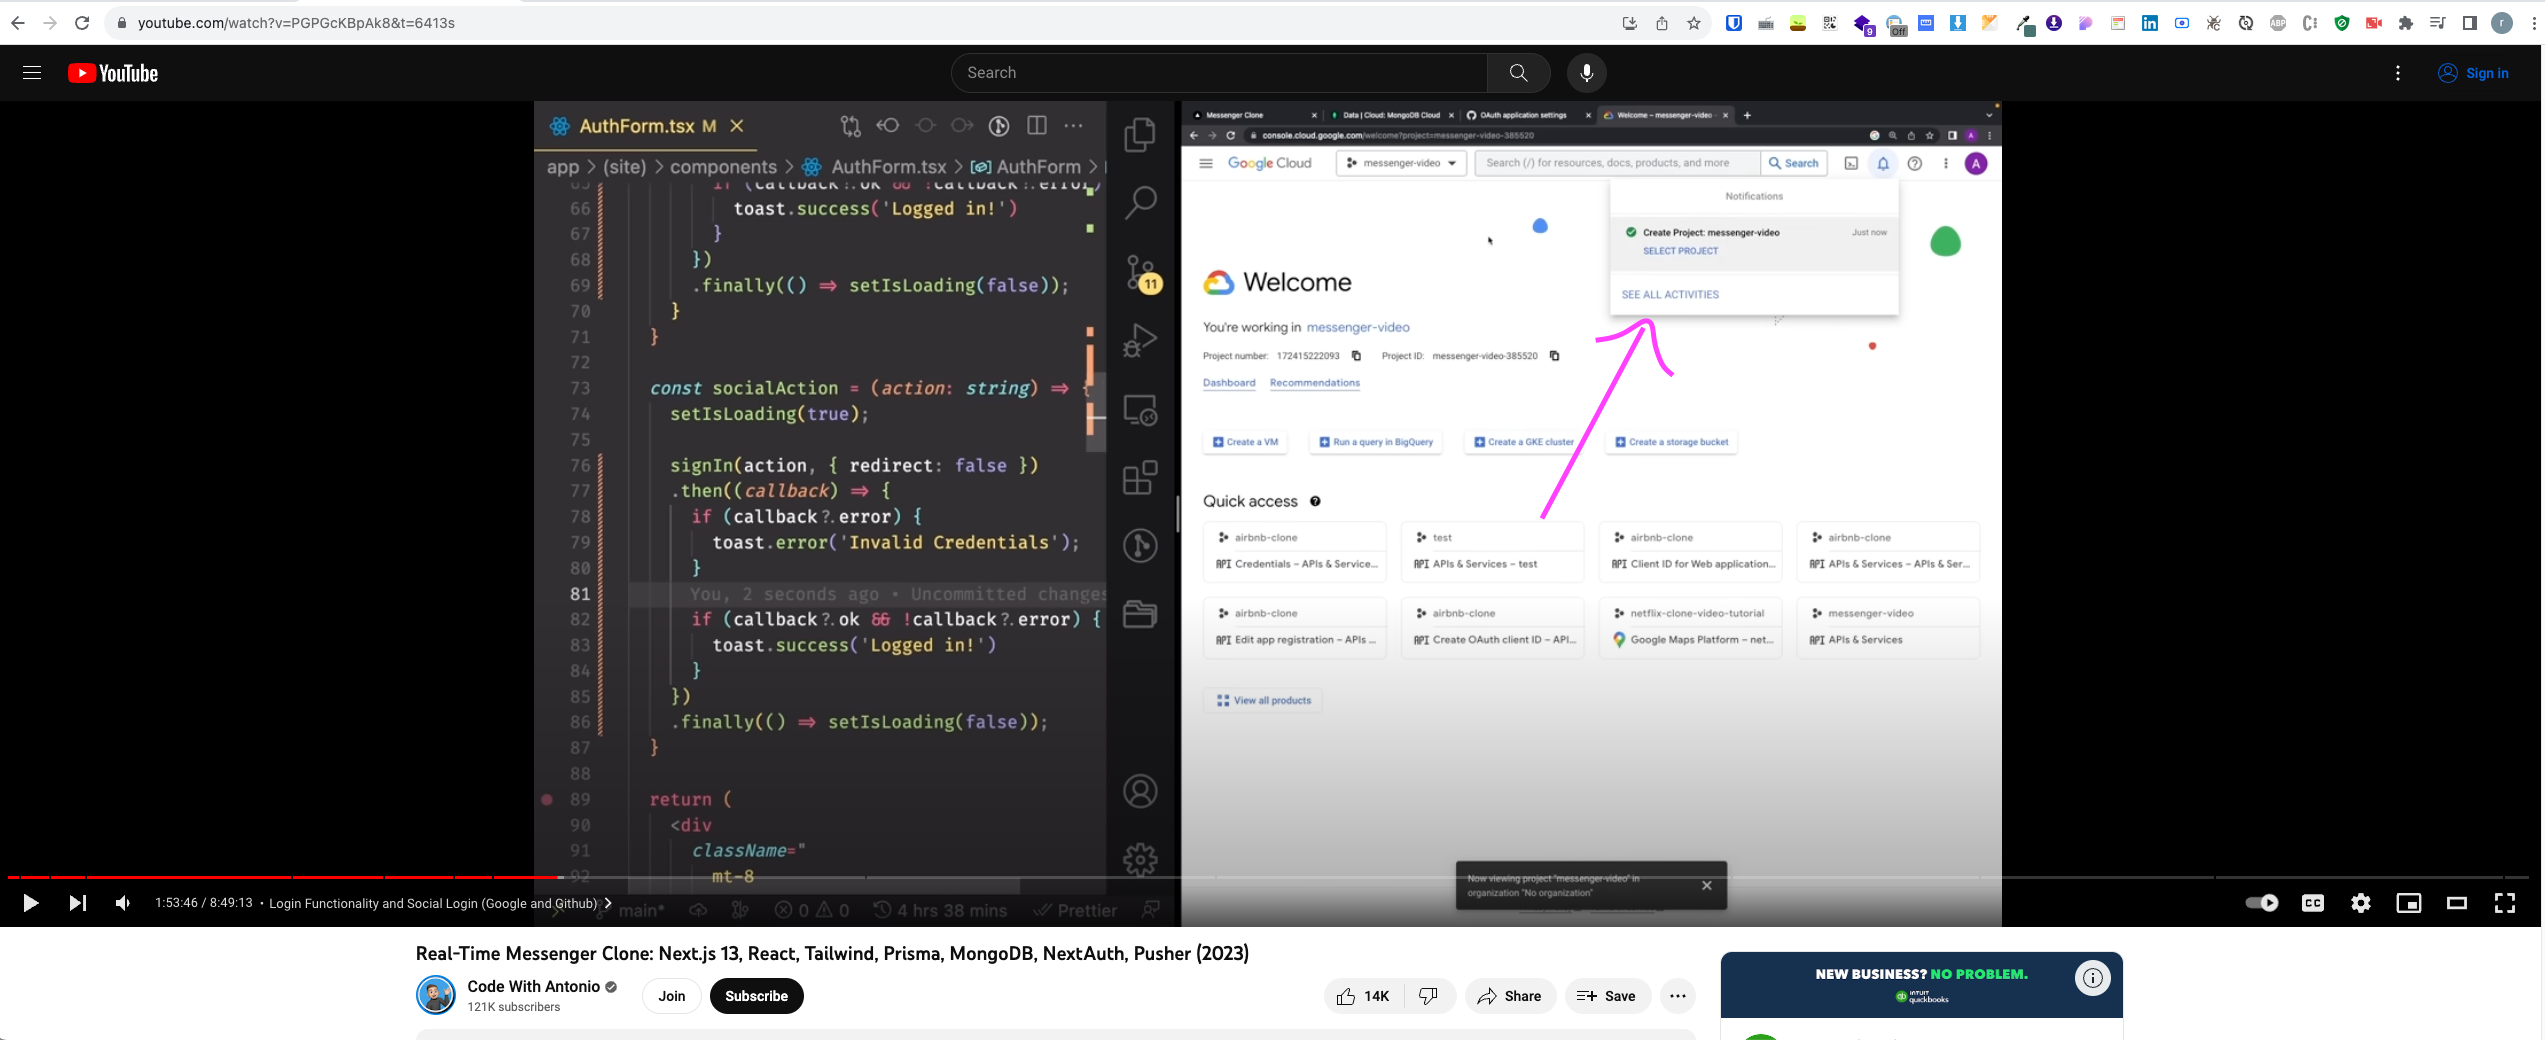 youtube.com/watch?v=PGPGcKBpAk8&t=6413s
9
Off
ABP
r
YouTube
Search
Sign in
AuthForm.tsx M
app > (site) > components > AuthForm.tsx > AuthForm >
65 if (callback?.ok && !callback?.error)
66 toast.success('Logged in!')
67 }
68 })
69 .finally(() ⇒ setIsLoading(false));
70 }
71 }
72
73 const socialAction = (action: string) ⇒ {
74 setIsLoading(true);
75
76 signIn(action, { redirect: false })
77 .then((callback) ⇒ {
78 if (callback?.error) {
79 toast.error('Invalid Credentials');
80 }
81 You, 2 seconds ago • Uncommitted changes
82 if (callback?.ok && !callback?.error) {
83 toast.success('Logged in!')
84 }
85 })
86 .finally(() ⇒ setIsLoading(false));
87 }
88
89 return (
90 <div
91 className="
92 mt-8
main* 0 0 4 hrs 38 mins Prettier
11
Messenger Clone
Data | Cloud: MongoDB Cloud
OAuth application settings
Welcome – messenger-video -
console.cloud.google.com/welcome?project=messenger-video-385520
A
Google Cloud
messenger-video
Search (/) for resources, docs, products, and more
Search
A
Notifications
Create Project: messenger-video Just now
SELECT PROJECT
SEE ALL ACTIVITIES
Welcome
You're working in messenger-video
Project number: 172415222093 Project ID: messenger-video-385520
Dashboard Recommendations
Create a VM
Run a query in BigQuery
Create a GKE cluster
Create a storage bucket
Quick access
airbnb-clone
API Credentials – APIs & Service...
test
API APIs & Services – test
airbnb-clone
API Client ID for Web application...
airbnb-clone
API APIs & Services – APIs & Ser...
airbnb-clone
API Edit app registration – APIs ...
airbnb-clone
API Create OAuth client ID – API...
netflix-clone-video-tutorial
Google Maps Platform – net...
messenger-video
API APIs & Services
View all products
Now viewing project "messenger-video" in
organization "No organization"
1:53:46 / 8:49:13 • Login Functionality and Social Login (Google and Github)
CC
Real-Time Messenger Clone: Next.js 13, React, Tailwind, Prisma, MongoDB, NextAuth, Pusher (2023)
Code With Antonio
121K subscribers
Join
Subscribe
14K
Share
Save
NEW BUSINESS? NO PROBLEM.
INTUIT
quickbooks